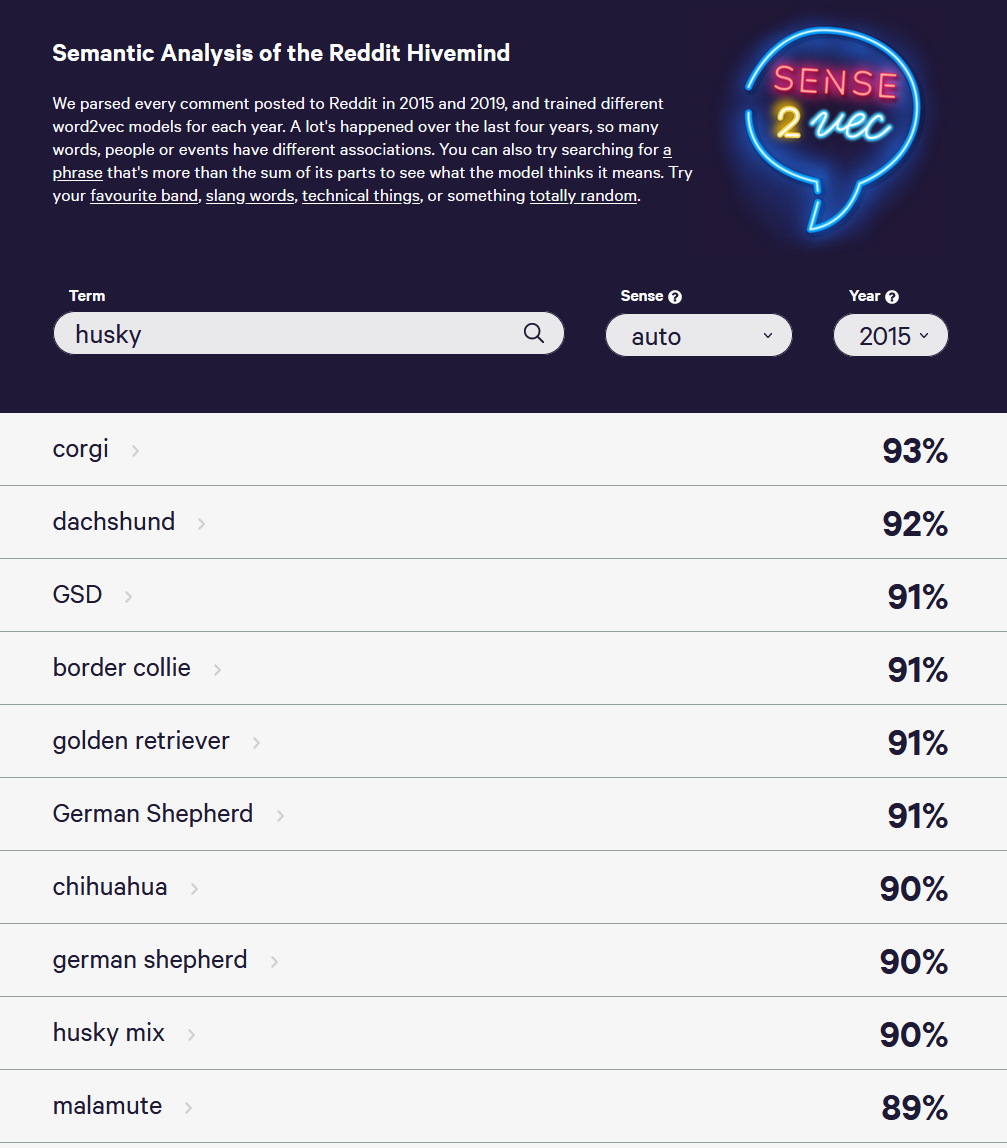 Semantic Analysis of the Reddit Hivemind
SENSE
2 vec
We parsed every comment posted to Reddit in 2015 and 2019, and trained different
word2vec models for each year. A lot's happened over the last four years, so many
words, people or events have different associations. You can also try searching for a
phrase that's more than the sum of its parts to see what the model thinks it means. Try
your favourite band, slang words, technical things, or something totally random.
Term
Sense ?
Year ?
husky
auto
2015
corgi 93%
dachshund 92%
GSD 91%
border collie 91%
golden retriever 91%
German Shepherd 91%
chihuahua 90%
german shepherd 90%
husky mix 90%
malamute 89%